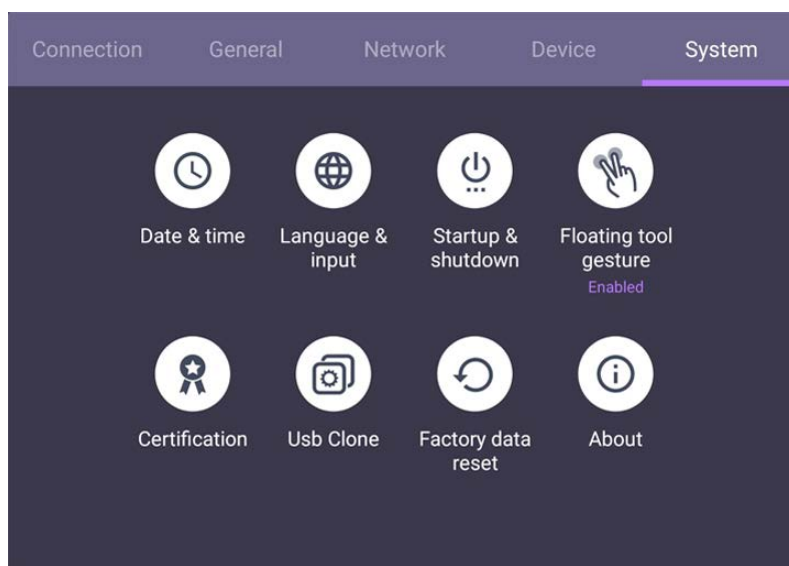 Connection General Network Device System
Date & time
Language &
input
Startup &
shutdown
Floating tool
gesture
Enabled
Certification
Usb Clone
Factory data
reset
About